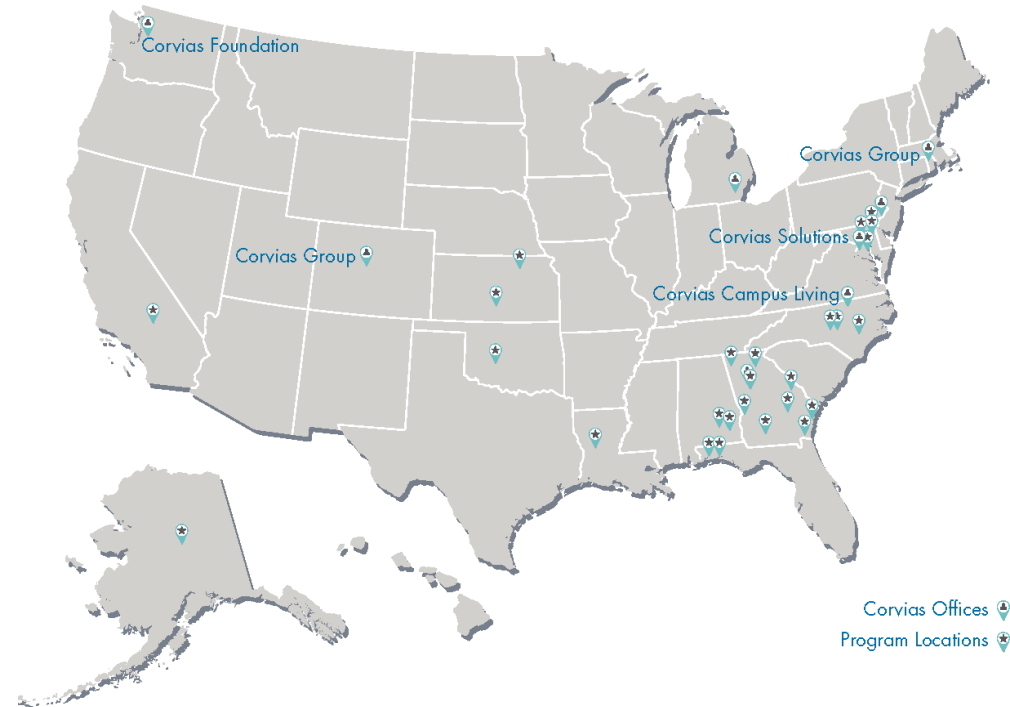 Corvias Foundation
Corvias Group
Corvias Solutions
Corvias Group
Corvias Campus Living
Corvias Offices
Program Locations